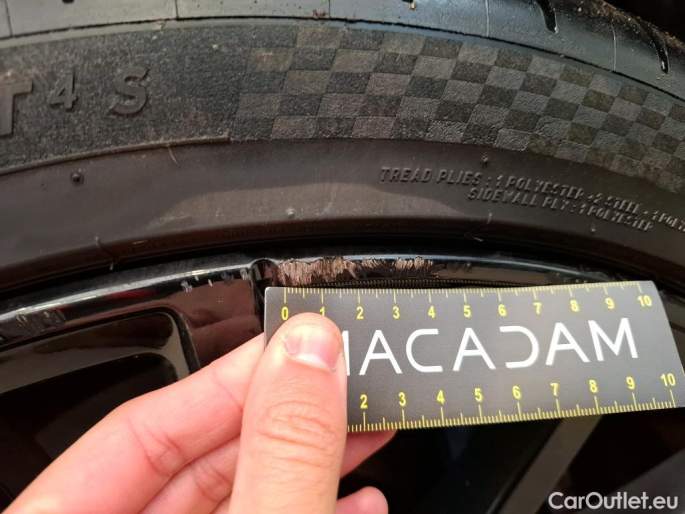 T 4 S
TREAD PLIES : 1 POLYESTER · 2 STEEL · 1
SIDEWALL PLY : 1 POLYESTER
0 1 2 3 4 5 6 7 8 9 10
MACADAM
2 3 4 5 6 7 8 9 10
CarOutlet.eu